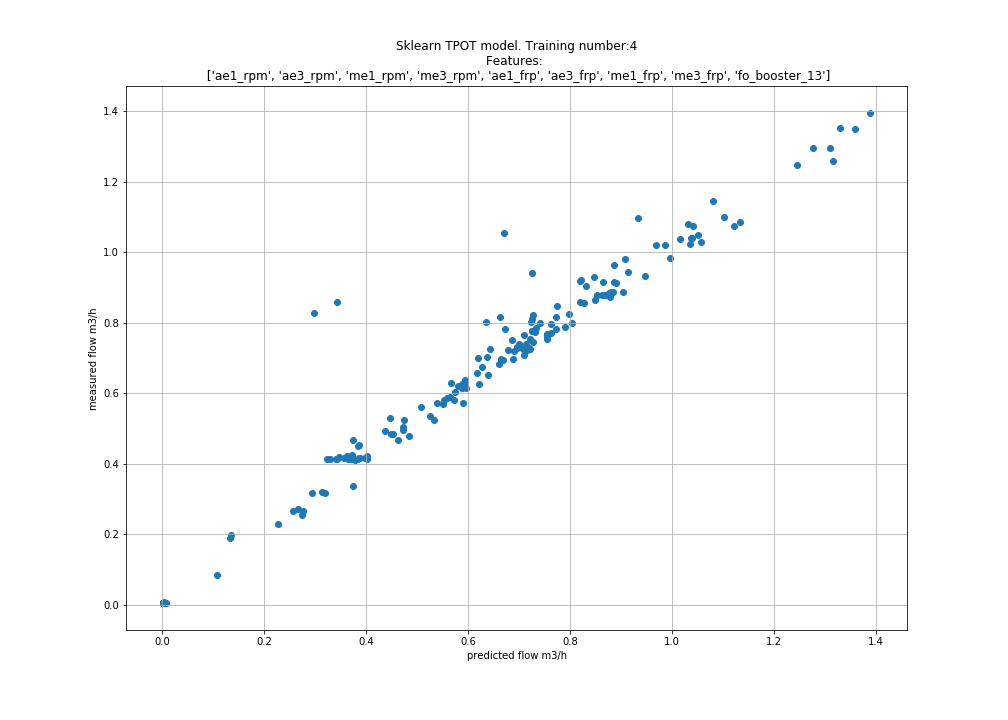 Sklearn TPOT model. Training number:4
Features:
['ae1_rpm', 'ae3_rpm', 'me1_rpm', 'me3_rpm', 'ae1_frp', 'ae3_frp', 'me1_frp', 'me3_frp', 'fo_booster_13']
1.4
1.2
1.0
0.8
0.6
0.4
0.2
0.0
measured flow m3/h
0.0 0.2 0.4 0.6 0.8 1.0 1.2 1.4
predicted flow m3/h